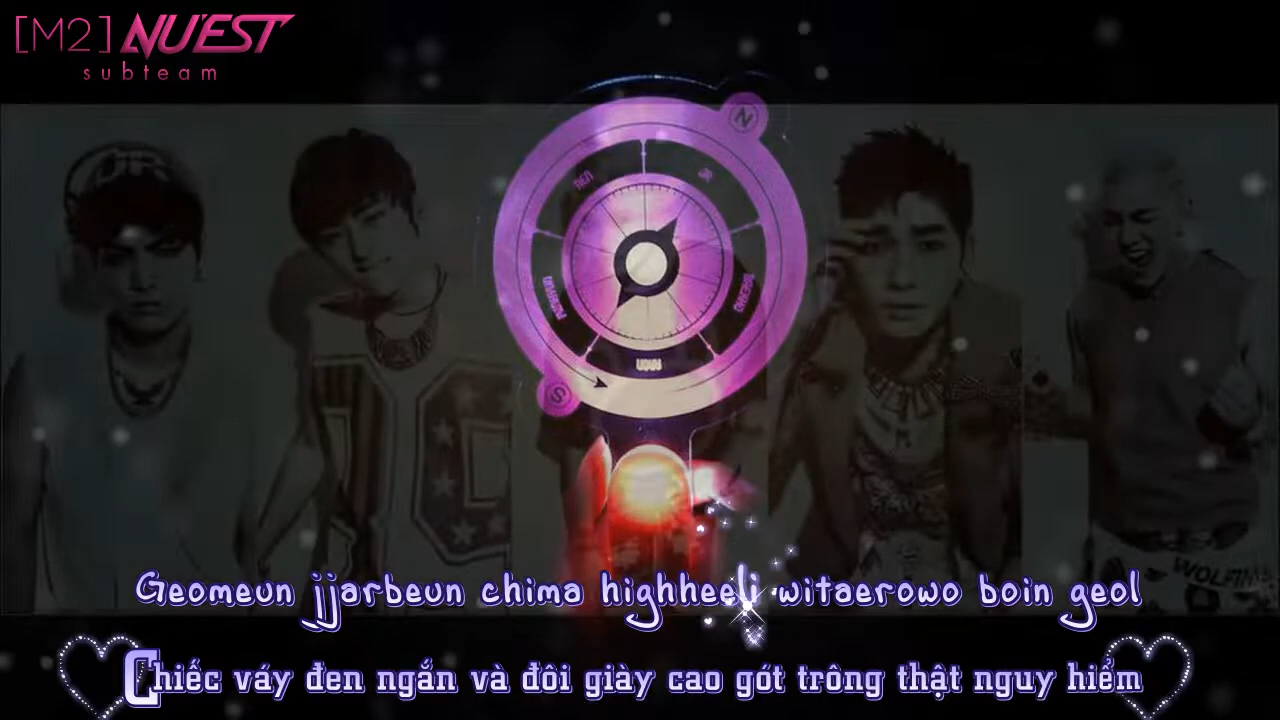 [M2] NU'EST
subteam
N
S
WOLFANG
Geomeun jjarbeun chima highheeli witaerowo boin geol
Chiếc váy đen ngắn và đôi giày cao gót trông thật nguy hiểm